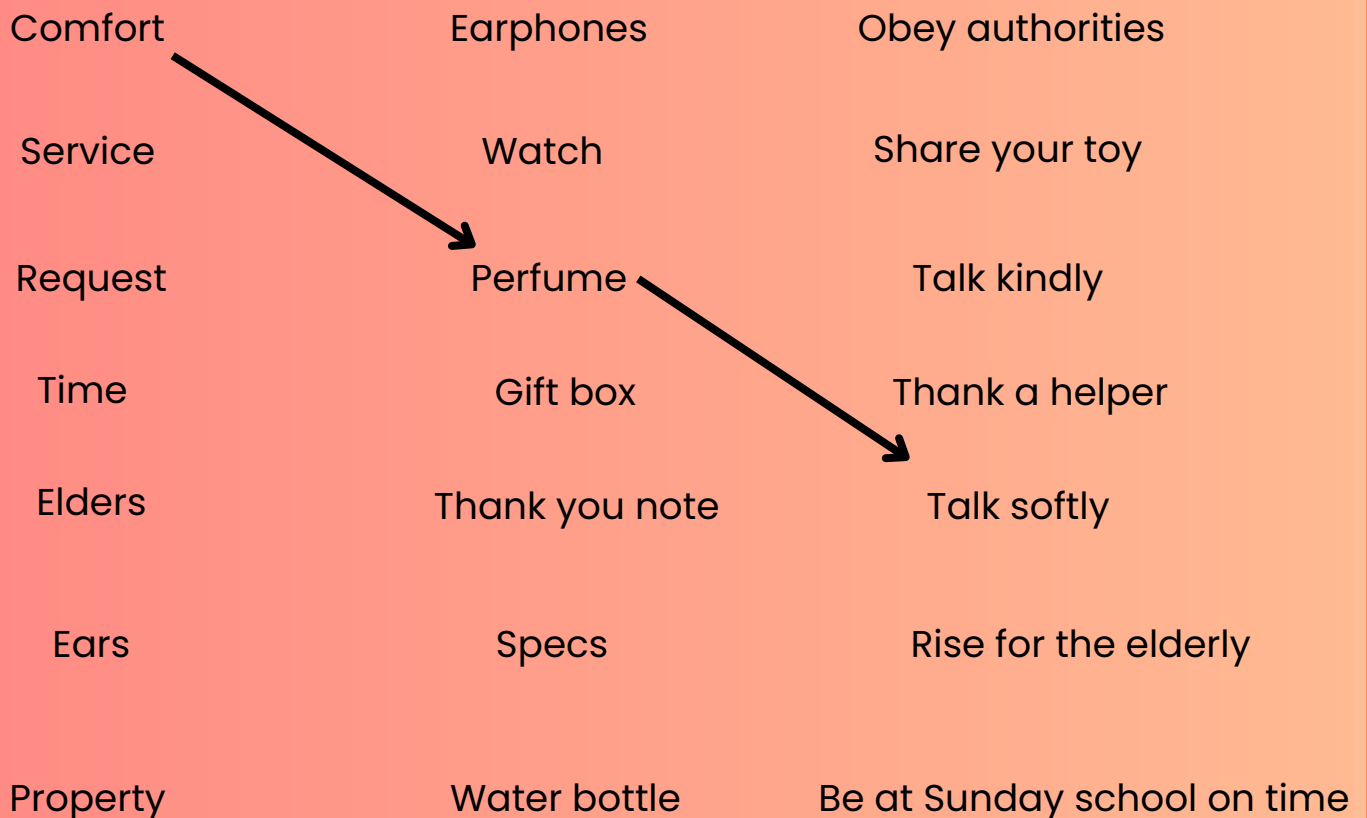 Comfort Earphones Obey authorities
Service Watch Share your toy
Request Perfume Talk kindly
Time Gift box Thank a helper
Elders Thank you note Talk softly
Ears Specs Rise for the elderly
Property Water bottle Be at Sunday school on time